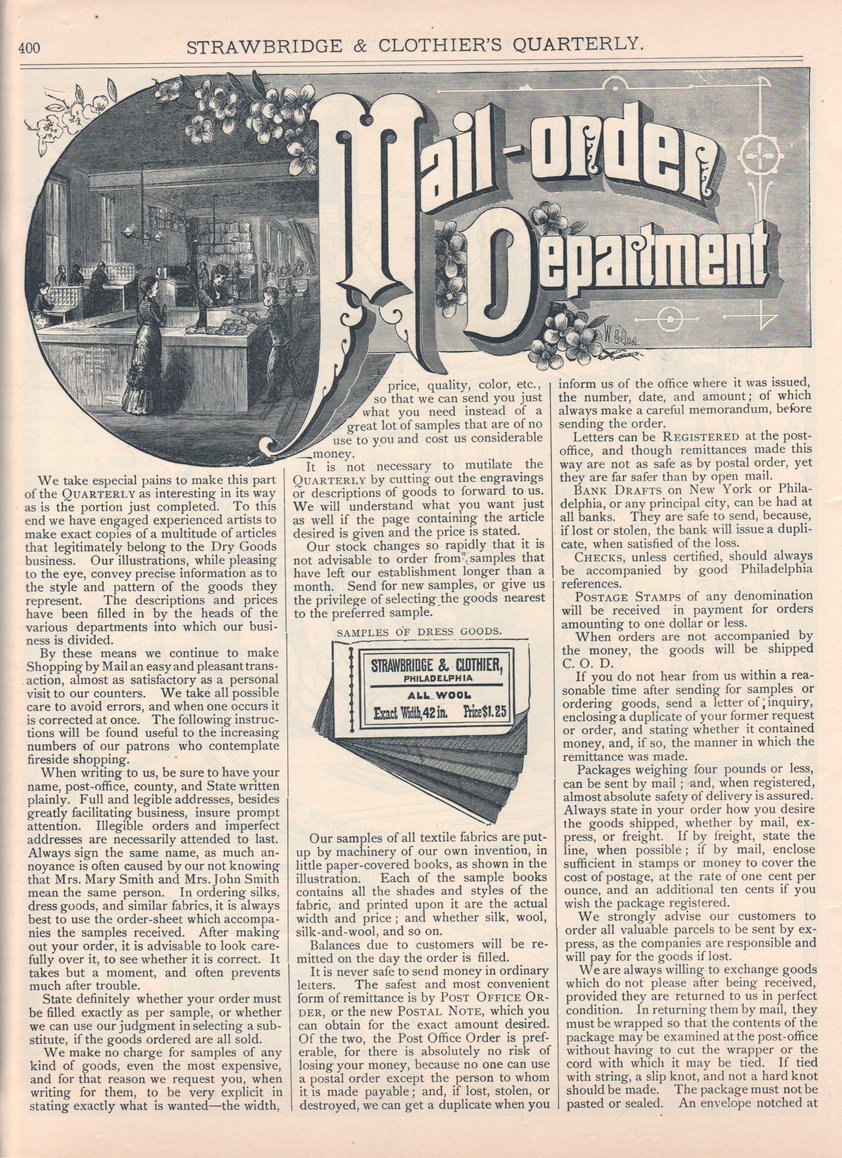 400
STRAWBRIDGE & CLOTHIER'S QUARTERLY.
Mail-order
Department
We take especial pains to make this part
of the QUARTERLY as interesting in its way
as is the portion just completed. To this
end we have engaged experienced artists to
make exact copies of a multitude of articles
that legitimately belong to the Dry Goods
business. Our illustrations, while pleasing
to the eye, convey precise information as to
the style and pattern of the goods they
represent. The descriptions and prices
have been filled in by the heads of the
various departments into which our busi-
ness is divided.
By these means we continue to make
Shopping by Mail an easy and pleasant trans-
action, almost as satisfactory as a personal
visit to our counters. We take all possible
care to avoid errors, and when one occurs it
is corrected at once. The following instruc-
tions will be found useful to the increasing
numbers of our patrons who contemplate
fireside shopping.
When writing to us, be sure to have your
name, post-office, county, and State written
plainly. Full and legible addresses, besides
greatly facilitating business, insure prompt
attention. Illegible orders and imperfect
addresses are necessarily attended to last.
Always sign the same name, as much an-
noyance is often caused by our not knowing
that Mrs. Mary Smith and Mrs. John Smith
mean the same person. In ordering silks,
dress goods, and similar fabrics, it is always
best to use the order-sheet which accompa-
nies the samples received. After making
out your order, it is advisable to look care-
fully over it, to see whether it is correct. It
takes but a moment, and often prevents
much after trouble.
State definitely whether your order must
be filled exactly as per sample, or whether
we can use our judgment in selecting a sub-
stitute, if the goods ordered are all sold.
We make no charge for samples of any
kind of goods, even the most expensive,
and for that reason we request you, when
writing for them, to be very explicit in
stating exactly what is wanted—the width,
price, quality, color, etc.,
so that we can send you just
what you need instead of a
great lot of samples that are of no
use to you and cost us considerable
money.
It is not necessary to mutilate the
QUARTERLY by cutting out the engravings
or descriptions of goods to forward to us.
We will understand what you want just
as well if the page containing the article
desired is given and the price is stated.
Our stock changes so rapidly that it is
not advisable to order from samples that
have left our establishment longer than a
month. Send for new samples, or give us
the privilege of selecting the goods nearest
to the preferred sample.
SAMPLES OF DRESS GOODS.
STRAWBRIDGE & CLOTHIER,
PHILADELPHIA
ALL WOOL
Exact Width, 42 in. Price $1.25
Our samples of all textile fabrics are put-
up by machinery of our own invention, in
little paper-covered books, as shown in the
illustration. Each of the sample books
contains all the shades and styles of the
fabric, and printed upon it are the actual
width and price; and whether silk, wool,
silk-and-wool, and so on.
Balances due to customers will be re-
mitted on the day the order is filled.
It is never safe to send money in ordinary
letters. The safest and most convenient
form of remittance is by POST OFFICE OR-
DER, or the new POSTAL NOTE, which you
can obtain for the exact amount desired.
Of the two, the Post Office Order is pref-
erable, for there is absolutely no risk of
losing your money, because no one can use
a postal order except the person to whom
it is made payable; and, if lost, stolen, or
destroyed, we can get a duplicate when you
inform us of the office where it was issued,
the number, date, and amount; of which
always make a careful memorandum, before
sending the order.
Letters can be REGISTERED at the post-
office, and though remittances made this
way are not as safe as by postal order, yet
they are far safer than by open mail.
BANK DRAFTS on New York or Phila-
delphia, or any principal city, can be had at
all banks. They are safe to send, because,
if lost or stolen, the bank will issue a dupli-
cate, when satisfied of the loss.
CHECKS, unless certified, should always
be accompanied by good Philadelphia
references.
POSTAGE STAMPS of any denomination
will be received in payment for orders
amounting to one dollar or less.
When orders are not accompanied by
the money, the goods will be shipped
C. O. D.
If you do not hear from us within a rea-
sonable time after sending for samples or
ordering goods, send a letter of inquiry,
enclosing a duplicate of your former request
or order, and stating whether it contained
money, and, if so, the manner in which the
remittance was made.
Packages weighing four pounds or less,
can be sent by mail; and, when registered,
almost absolute safety of delivery is assured.
Always state in your order how you desire
the goods shipped, whether by mail, ex-
press, or freight. If by freight, state the
line, when possible; if by mail, enclose
sufficient in stamps or money to cover the
cost of postage, at the rate of one cent per
ounce, and an additional ten cents if you
wish the package registered.
We strongly advise our customers to
order all valuable parcels to be sent by ex-
press, as the companies are responsible and
will pay for the goods if lost.
We are always willing to exchange goods
which do not please after being received,
provided they are returned to us in perfect
condition. In returning them by mail, they
must be wrapped so that the contents of the
package may be examined at the post-office
without having to cut the wrapper or the
cord with which it may be tied. If tied
with string, a slip knot, and not a hard knot
should be made. The package must not be
pasted or sealed. An envelope notched at